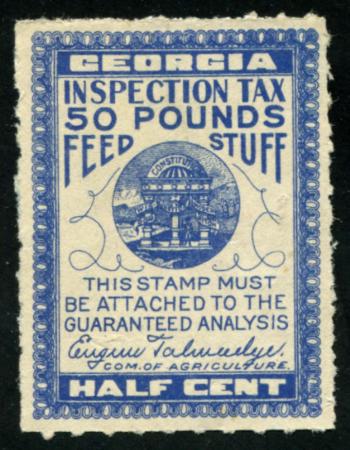 GEORGIA
INSPECTION TAX
50 POUNDS
FEED STUFF
CONSTITUTION
THIS STAMP MUST
BE ATTACHED TO THE
GUARANTEED ANALYSIS
Eugene Talmadge.
COM. OF AGRICULTURE.
HALF CENT